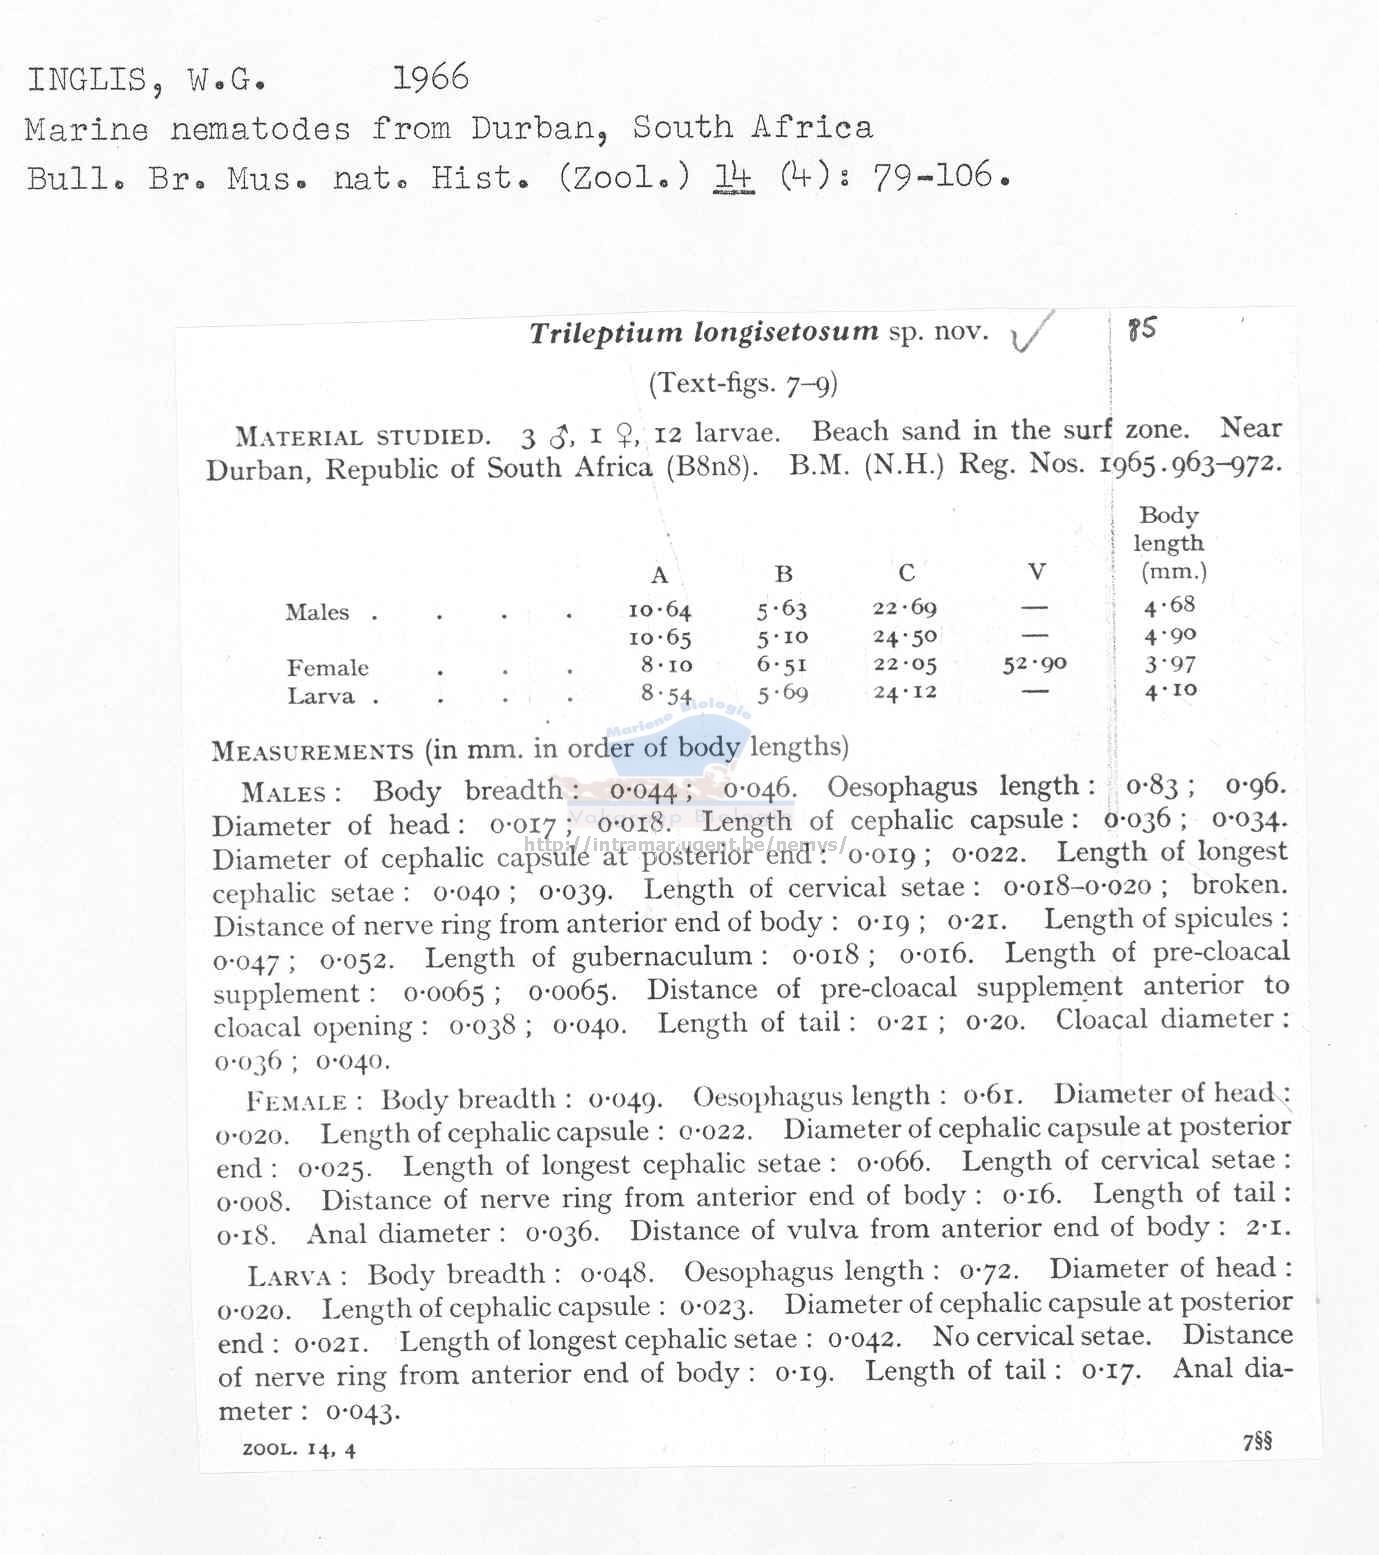 INGLIS, W.G. 1966
Marine nematodes from Durban, South Africa
Bull. Br. Mus. nat. Hist. (Zool.) 14 (4): 79-106.
Trileptium longisetosum sp. nov. ✓ 85
(Text-figs. 7–9)
MATERIAL STUDIED. 3 ♂, 1 ♀, 12 larvae. Beach sand in the surf zone. Near
Durban, Republic of South Africa (B8n8). B.M. (N.H.) Reg. Nos. 1965.963–972.
Body
length
A B C V (mm.)
Males . . . . 10·64 5·63 22·69 — 4·68
10·65 5·10 24·50 — 4·90
Female . . . 8·10 6·51 22·05 52·90 3·97
Larva . . . . 8·54 5·69 24·12 — 4·10
Mariene Biologie
MEASUREMENTS (in mm. in order of body lengths)
MALES : Body breadth : 0·044 ; 0·046. Oesophagus length : 0·83 ; 0·96.
Vakgroep Biologie
Diameter of head : 0·017 ; 0·018. Length of cephalic capsule : 0·036 ; 0·034.
http://intramar.ugent.be/nemys/
Diameter of cephalic capsule at posterior end : 0·019 ; 0·022. Length of longest
cephalic setae : 0·040 ; 0·039. Length of cervical setae : 0·018–0·020 ; broken.
Distance of nerve ring from anterior end of body : 0·19 ; 0·21. Length of spicules :
0·047 ; 0·052. Length of gubernaculum : 0·018 ; 0·016. Length of pre-cloacal
supplement : 0·0065 ; 0·0065. Distance of pre-cloacal supplement anterior to
cloacal opening : 0·038 ; 0·040. Length of tail : 0·21 ; 0·20. Cloacal diameter :
0·036 ; 0·040.
FEMALE : Body breadth : 0·049. Oesophagus length : 0·61. Diameter of head :
0·020. Length of cephalic capsule : 0·022. Diameter of cephalic capsule at posterior
end : 0·025. Length of longest cephalic setae : 0·066. Length of cervical setae :
0·008. Distance of nerve ring from anterior end of body : 0·16. Length of tail :
0·18. Anal diameter : 0·036. Distance of vulva from anterior end of body : 2·1.
LARVA : Body breadth : 0·048. Oesophagus length : 0·72. Diameter of head :
0·020. Length of cephalic capsule : 0·023. Diameter of cephalic capsule at posterior
end : 0·021. Length of longest cephalic setae : 0·042. No cervical setae. Distance
of nerve ring from anterior end of body : 0·19. Length of tail : 0·17. Anal dia-
meter : 0·043.
ZOOL. 14, 4 7§§